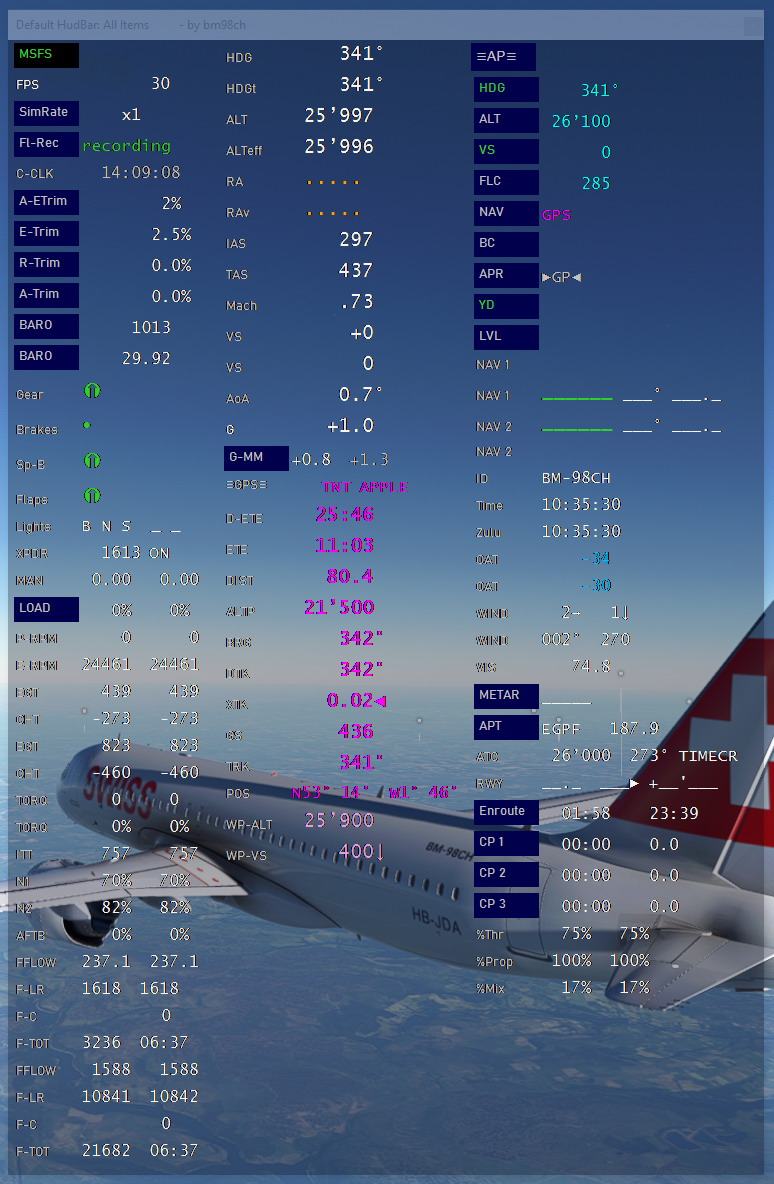 Default HudBar: All Items - by bm98ch
MSFS
FPS 30
SimRate x1
Fl-Rec recording
C-CLK 14:09:08
A-ETrim 2%
E-Trim 2.5%
R-Trim 0.0%
A-Trim 0.0%
BARO 1013
BARO 29.92
Gear
Brakes
Sp-B
Flaps
Lights B N S _ _
XPDR 1613 ON
MAN 0.00 0.00
LOAD 0% 0%
P-RPM 0 0
E-RPM 24461 24461
EGT 439 439
CHT -273 -273
EGT 823 823
CHT -460 -460
TORQ 0 0
TORQ 0% 0%
ITT 757 757
N1 70% 70%
N2 82% 82%
AFTB 0% 0%
FFLOW 237.1 237.1
F-LR 1618 1618
F-C 0
F-TOT 3236 06:37
FFLOW 1588 1588
F-LR 10841 10842
F-C 0
F-TOT 21682 06:37
HDG 341°
HDGt 341°
ALT 25'997
ALTeff 25'996
RA .....
RAv .....
IAS 297
TAS 437
Mach .73
VS +0
VS 0
AoA 0.7°
G +1.0
G-MM +0.8 +1.3
≡GPS≡ TNT APPLE
D-ETE 25:46
ETE 11:03
DIST 80.4
ALTP 21'500
BRG 342°
DTK 342°
XTK 0.02◄
GS 436
TRK 341°
POS N53° 14' W1° 46'
WP-ALT 25'900
WP-VS 400↓
≡AP≡
HDG 341°
ALT 26'100
VS 0
FLC 285
NAV GPS
BC
APR ►GP◄
YD
LVL
NAV 1
NAV 1 ______ ___° ___._
NAV 2 ______ ___° ___._
NAV 2
ID BM-98CH
Time 10:35:30
Zulu 10:35:30
OAT -34
OAT -30
WIND 2→ 1↓
WIND 002° 270
VIS 74.8
METAR _____
APT EGPF 187.9
ATC 26'000 273° TIMECR
RWY __._ ___► +__'___
Enroute 01:58 23:39
CP 1 00:00 0.0
CP 2 00:00 0.0
CP 3 00:00 0.0
%Thr 75% 75%
%Prop 100% 100%
%Mix 17% 17%
SWISS
BM-98CH
HB-JDA